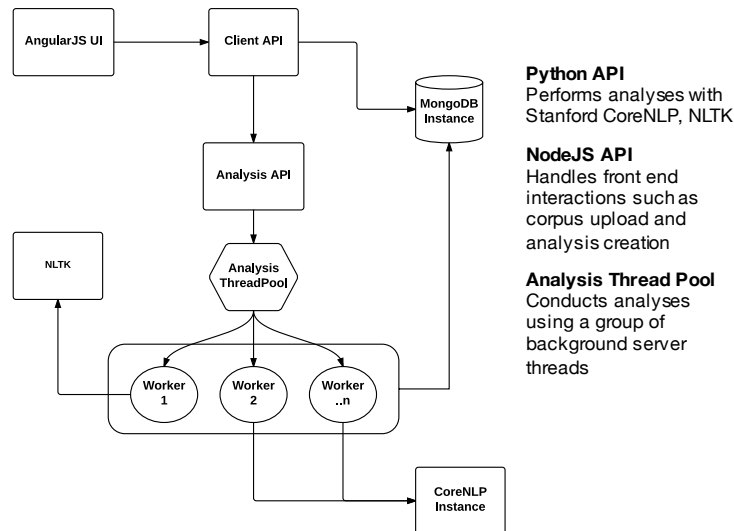 AngularJS UI
Client API
MongoDB
Instance
Analysis API
NLTK
Analysis
ThreadPool
Worker
1
Worker
2
Worker
..n
CoreNLP
Instance
Python API
Performs analyses with
Stanford CoreNLP, NLTK
NodeJS API
Handles front end
interactions such as
corpus upload and
analysis creation
Analysis Thread Pool
Conducts analyses
using a group of
background server
threads